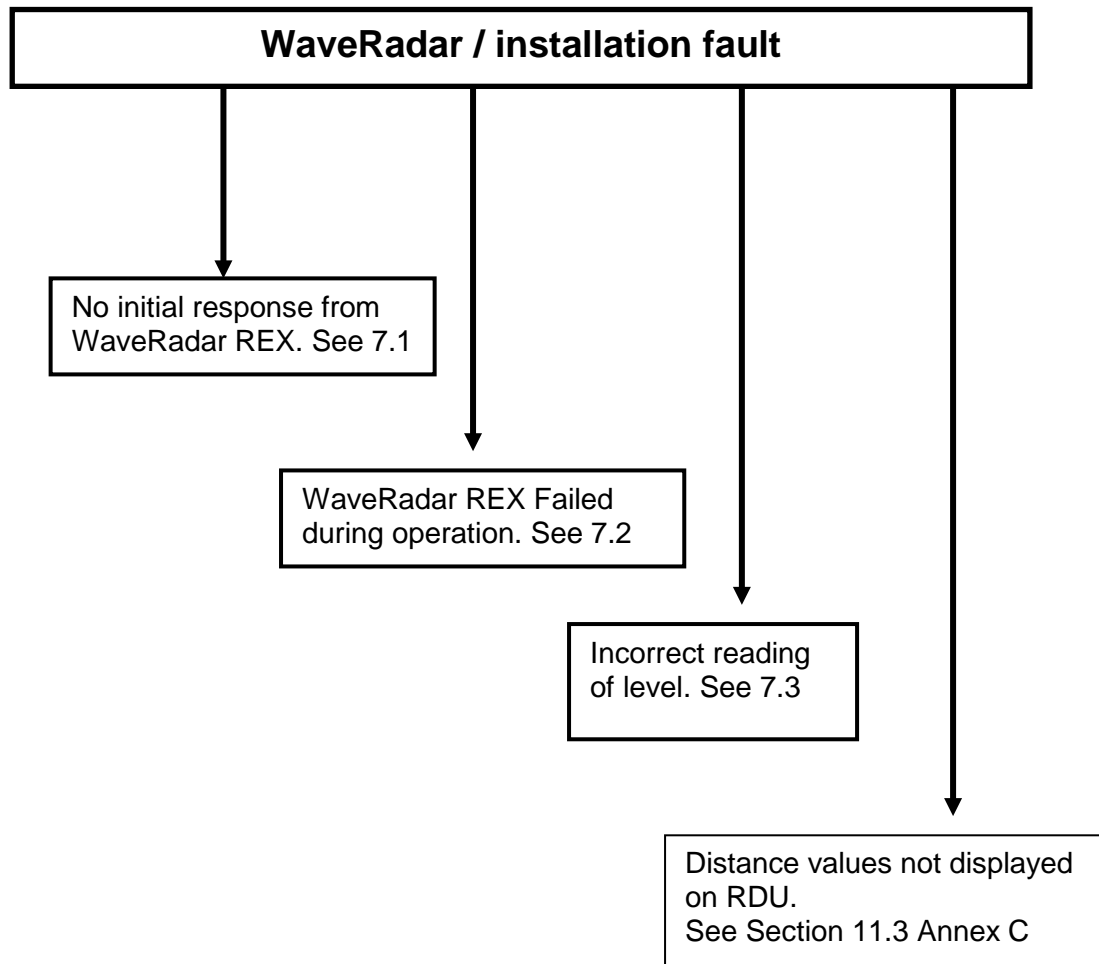 WaveRadar / installation fault
No initial response from
WaveRadar REX. See 7.1
WaveRadar REX Failed
during operation. See 7.2
Incorrect reading
of level. See 7.3
Distance values not displayed
on RDU.
See Section 11.3 Annex C